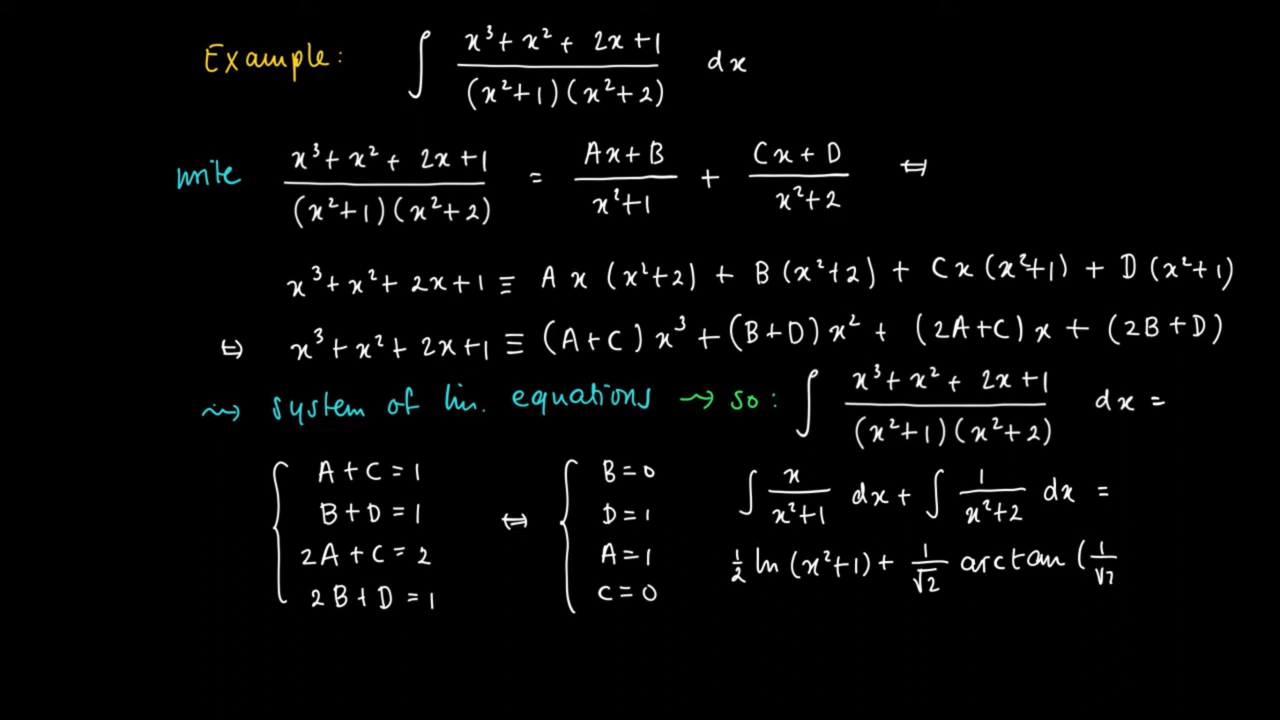 Example: ∫ (x³ + x² + 2x + 1) / ((x²+1)(x²+2)) dx
write (x³ + x² + 2x + 1) / ((x²+1)(x²+2)) = (Ax + B) / (x²+1) + (Cx + D) / (x²+2) ⇔
x³ + x² + 2x + 1 ≡ A x (x²+2) + B (x²+2) + C x (x²+1) + D (x²+1)
⇔ x³ + x² + 2x + 1 ≡ (A+C) x³ + (B+D) x² + (2A+C) x + (2B+D)
⇝ system of lin. equations ⇝ so: ∫ (x³ + x² + 2x + 1) / ((x²+1)(x²+2)) dx =
{ A + C = 1
B + D = 1
2A + C = 2
2B + D = 1
⇔ { B = 0
D = 1
A = 1
C = 0
∫ x / (x²+1) dx + ∫ 1 / (x²+2) dx =
½ ln (x²+1) + 1/√2 arctan (1/√2